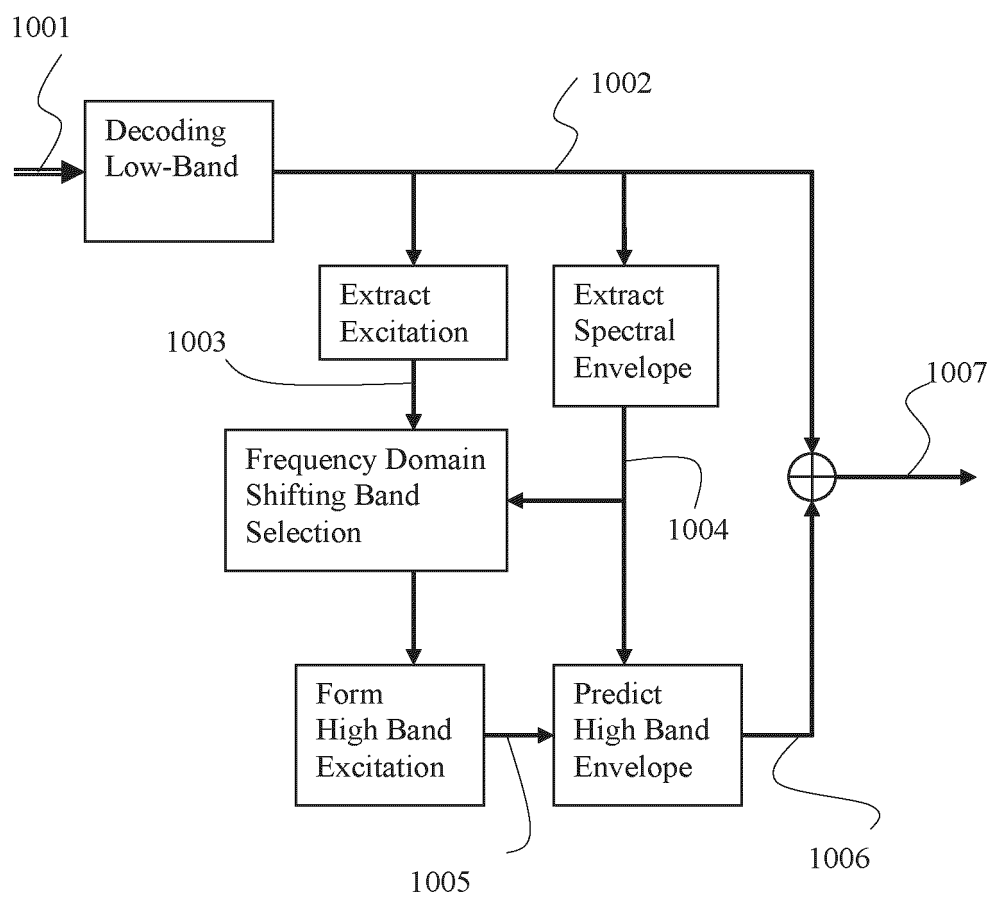 1001
1002
Decoding
Low-Band
Extract
Excitation
Extract
Spectral
Envelope
1003
1007
Frequency Domain
Shifting Band
Selection
1004
Form
High Band
Excitation
Predict
High Band
Envelope
1005
1006